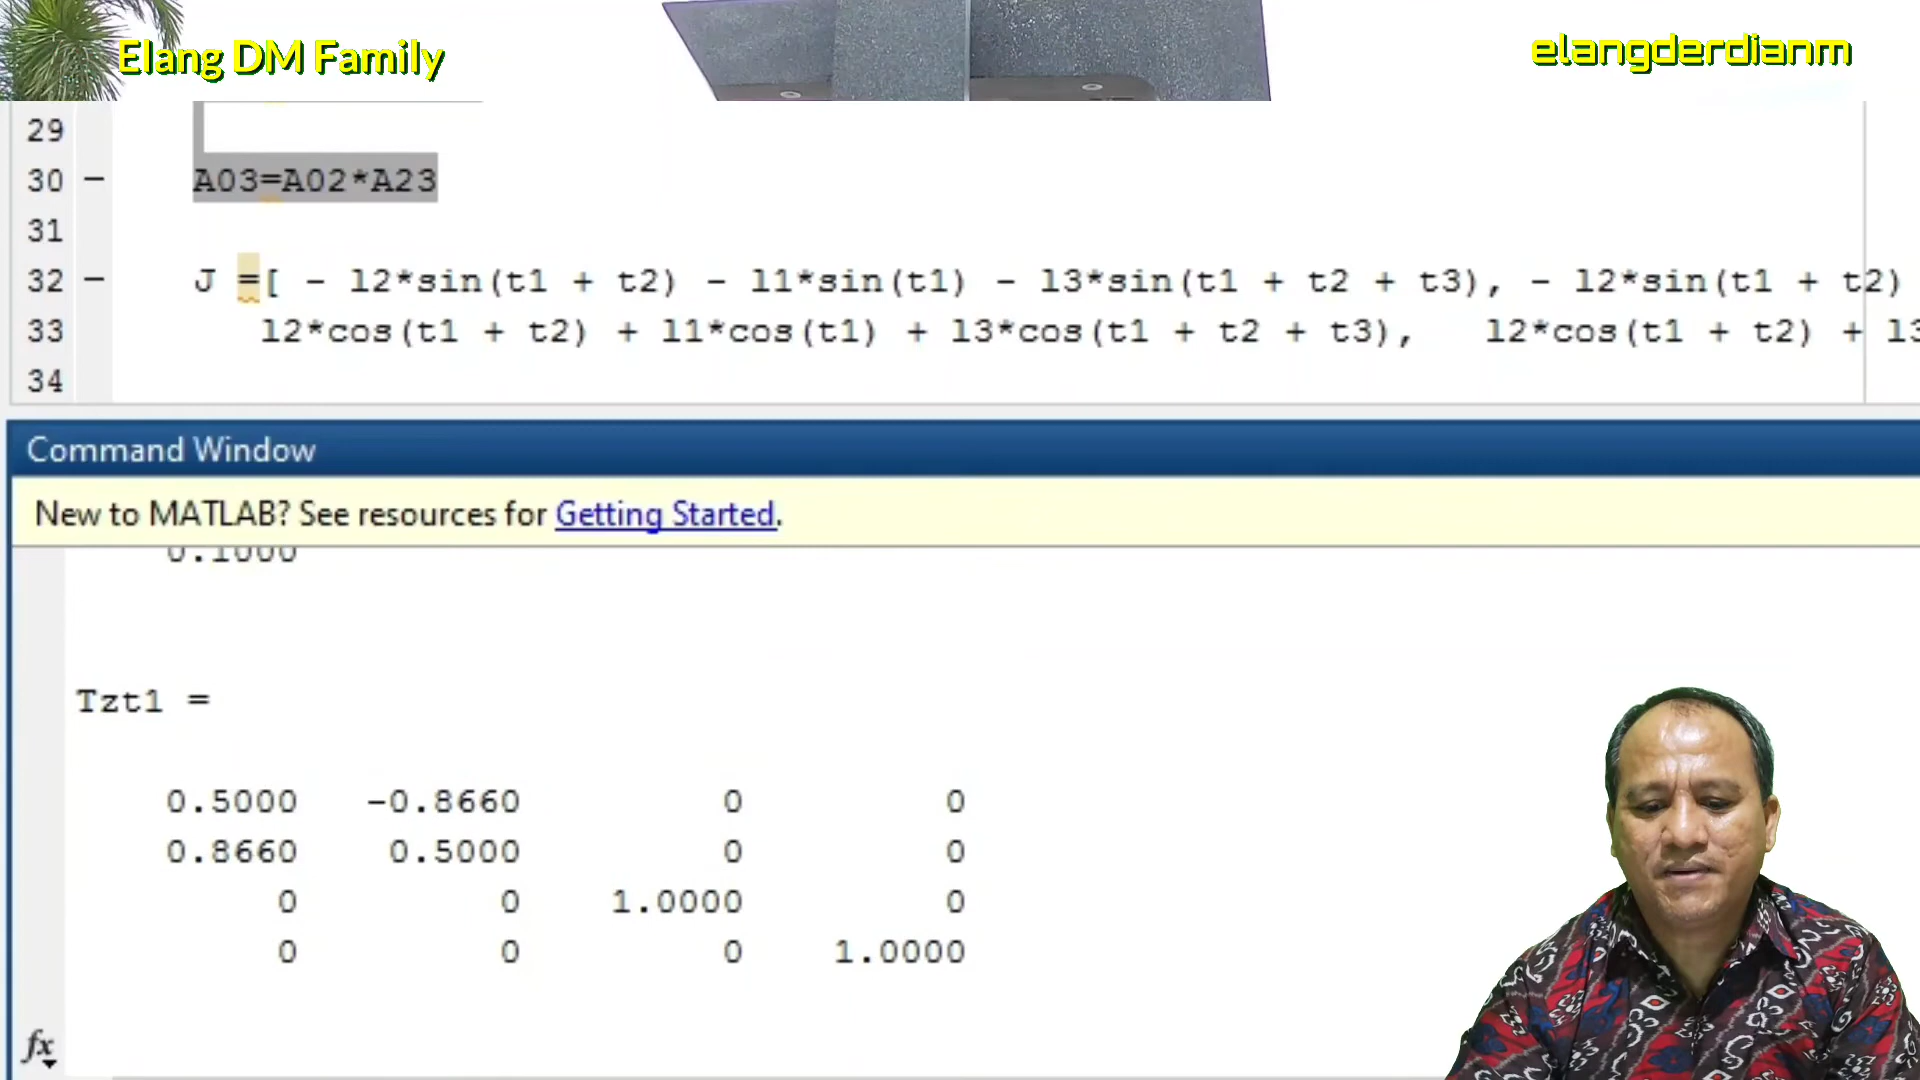 Elang DM Family
elangderdianm
29
30 – A03=A02*A23
31
32 – J =[ - l2*sin(t1 + t2) - l1*sin(t1) - l3*sin(t1 + t2 + t3), - l2*sin(t1 + t2)
33 l2*cos(t1 + t2) + l1*cos(t1) + l3*cos(t1 + t2 + t3), l2*cos(t1 + t2) + l3
34
Command Window
New to MATLAB? See resources for Getting Started.
0.1000
Tzt1 =
0.5000 -0.8660 0 0
0.8660 0.5000 0 0
0 0 1.0000 0
0 0 0 1.0000
fx